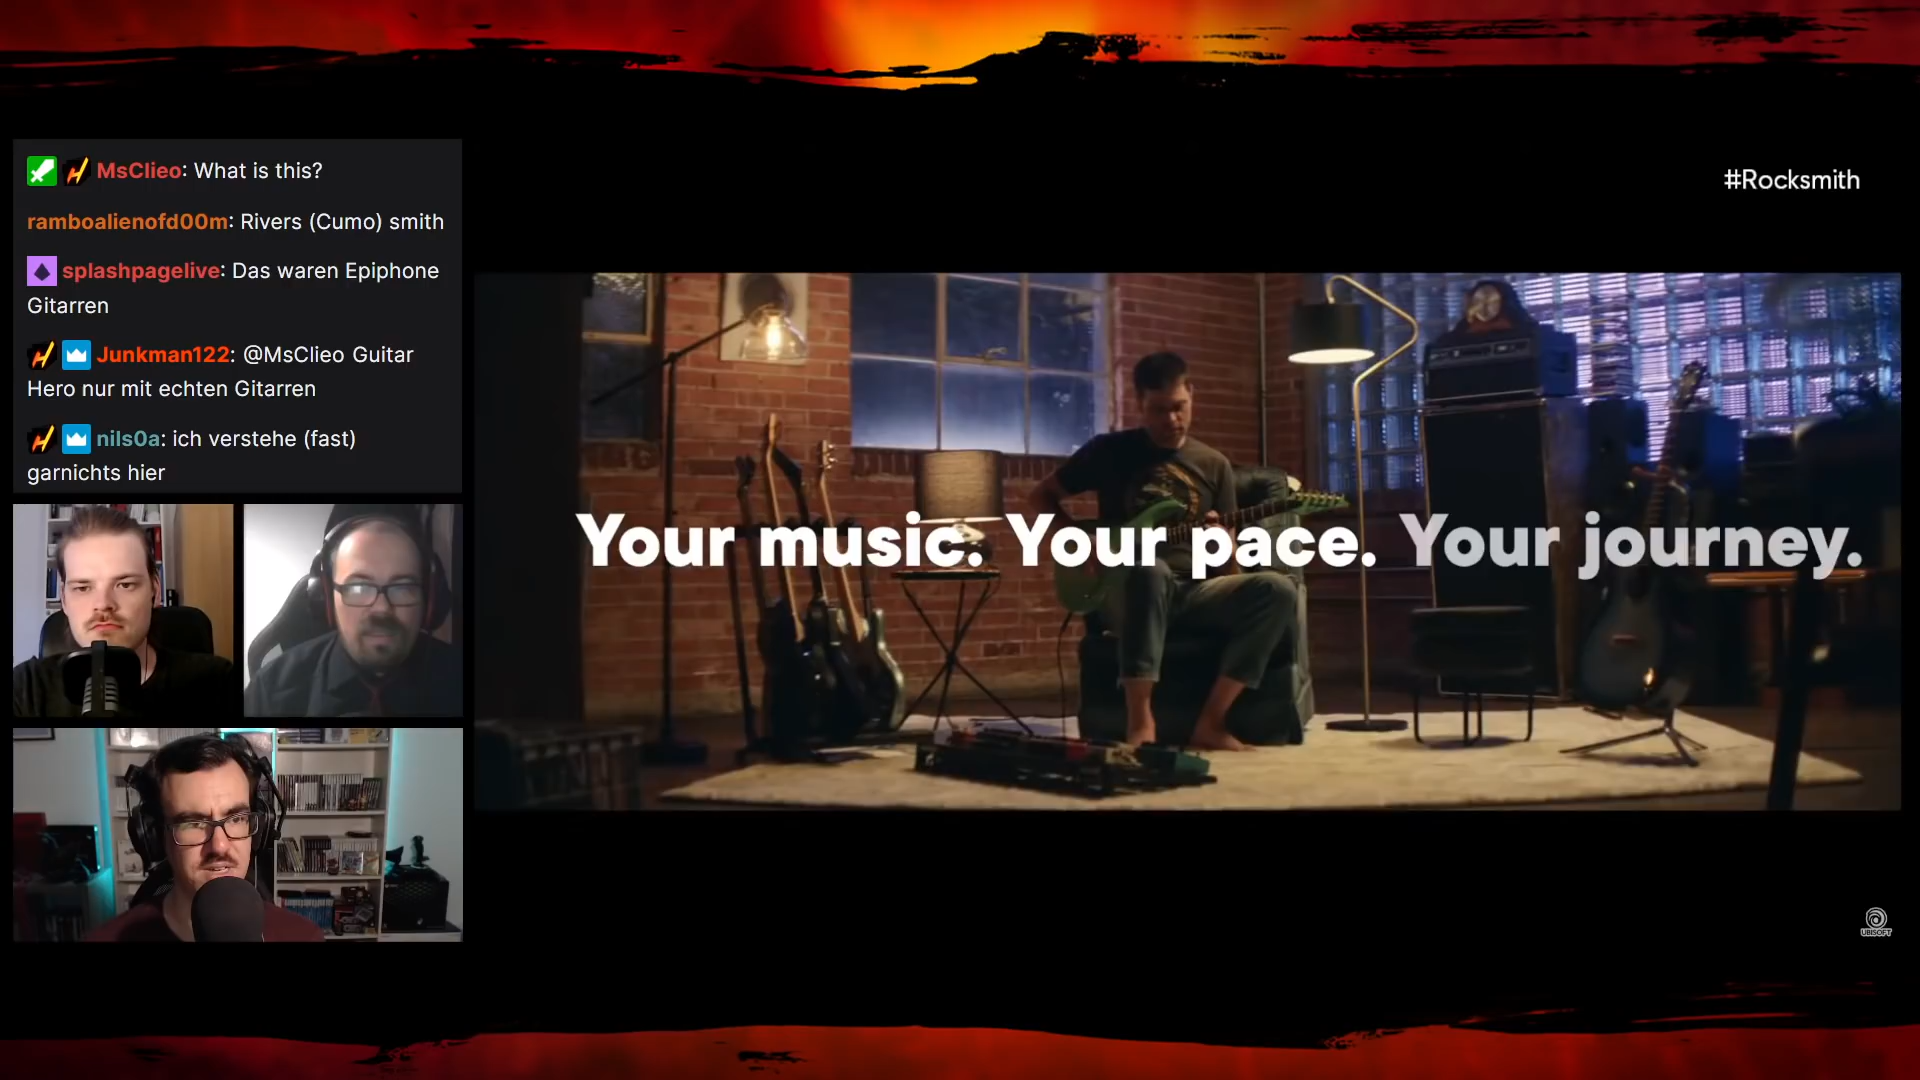 MsClieo: What is this?
ramboalienofd00m: Rivers (Cumo) smith
splashpagelive: Das waren Epiphone
Gitarren
Junkman122: @MsClieo Guitar
Hero nur mit echten Gitarren
nils0a: ich verstehe (fast)
garnichts hier
#Rocksmith
Your music. Your pace. Your journey.
UBISOFT